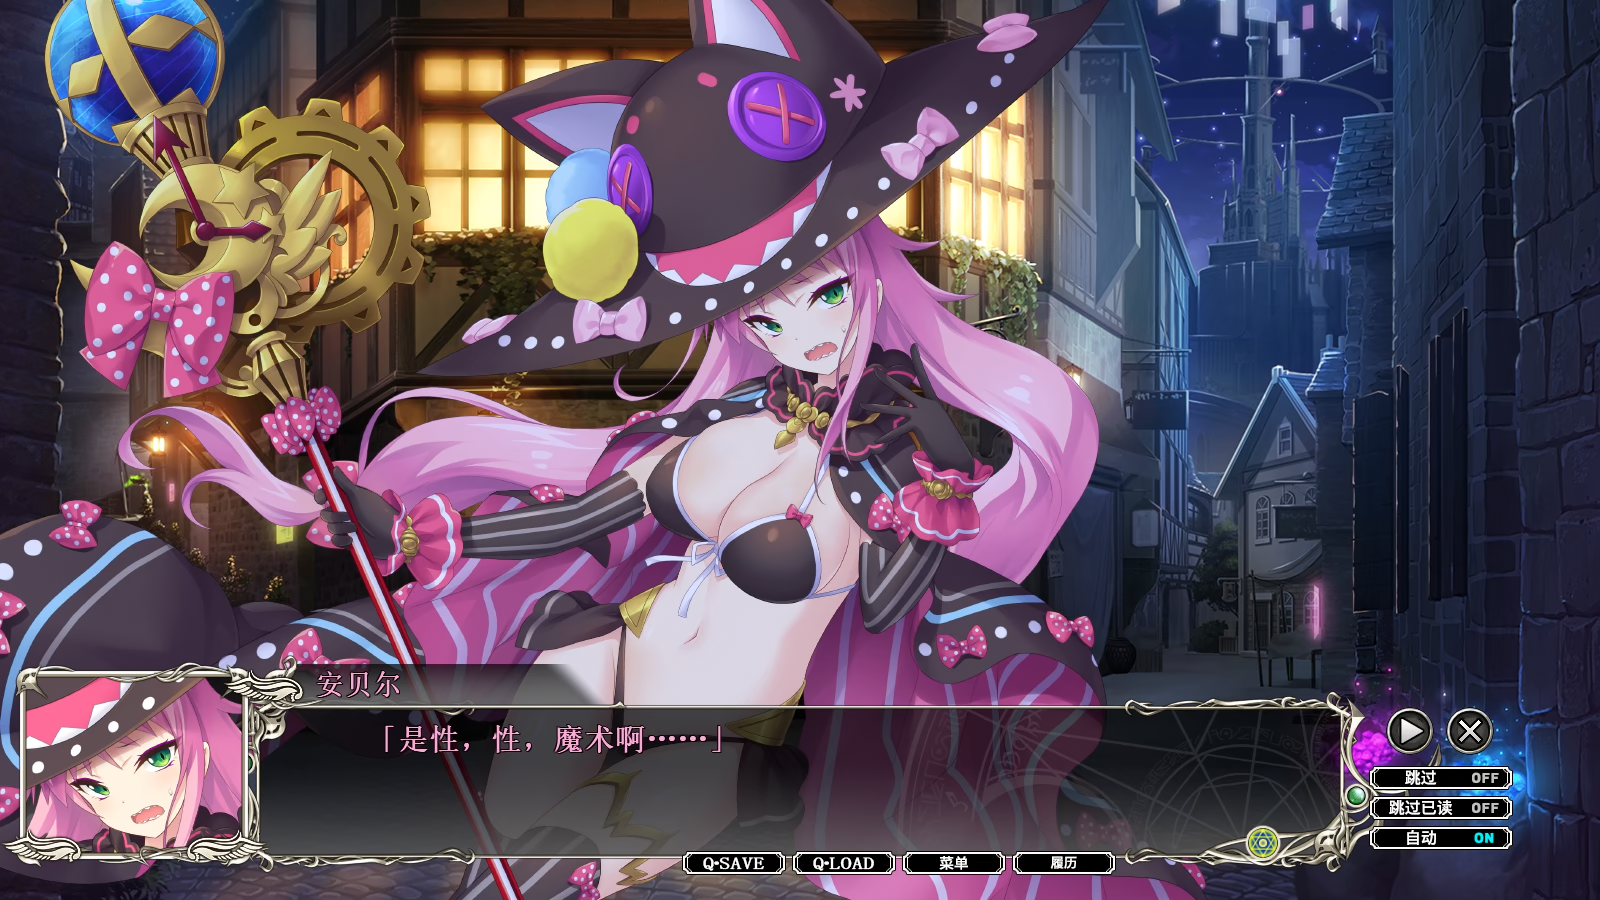 安贝尔
「是性，性，魔术啊……」
跳过 OFF
跳过已读 OFF
自动 ON
Q·SAVE Q·LOAD 菜单 履历